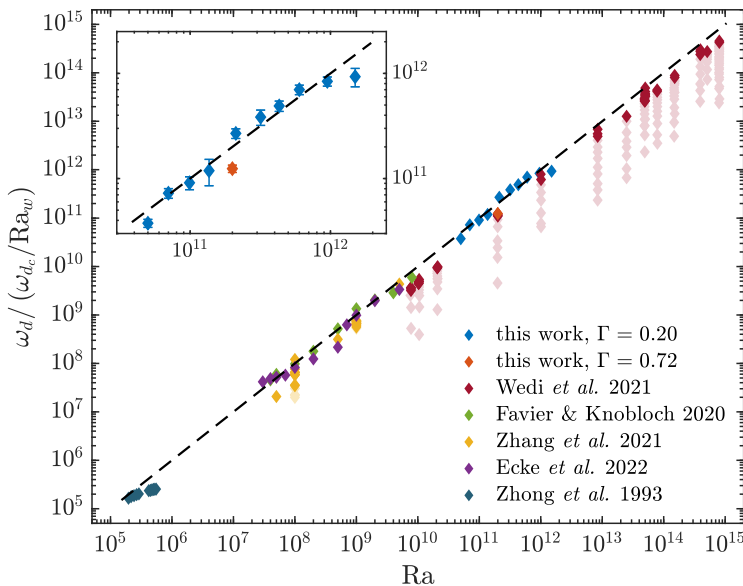 10^15
10^14
10^13
10^12
10^11
10^10
10^9
10^8
10^7
10^6
10^5
ω_d/(ω_{d_c}/Ra_w)
10^12
10^11
10^11
10^12
this work, Γ = 0.20
this work, Γ = 0.72
Wedi et al. 2021
Favier & Knobloch 2020
Zhang et al. 2021
Ecke et al. 2022
Zhong et al. 1993
10^5 10^6 10^7 10^8 10^9 10^10 10^11 10^12 10^13 10^14 10^15
Ra